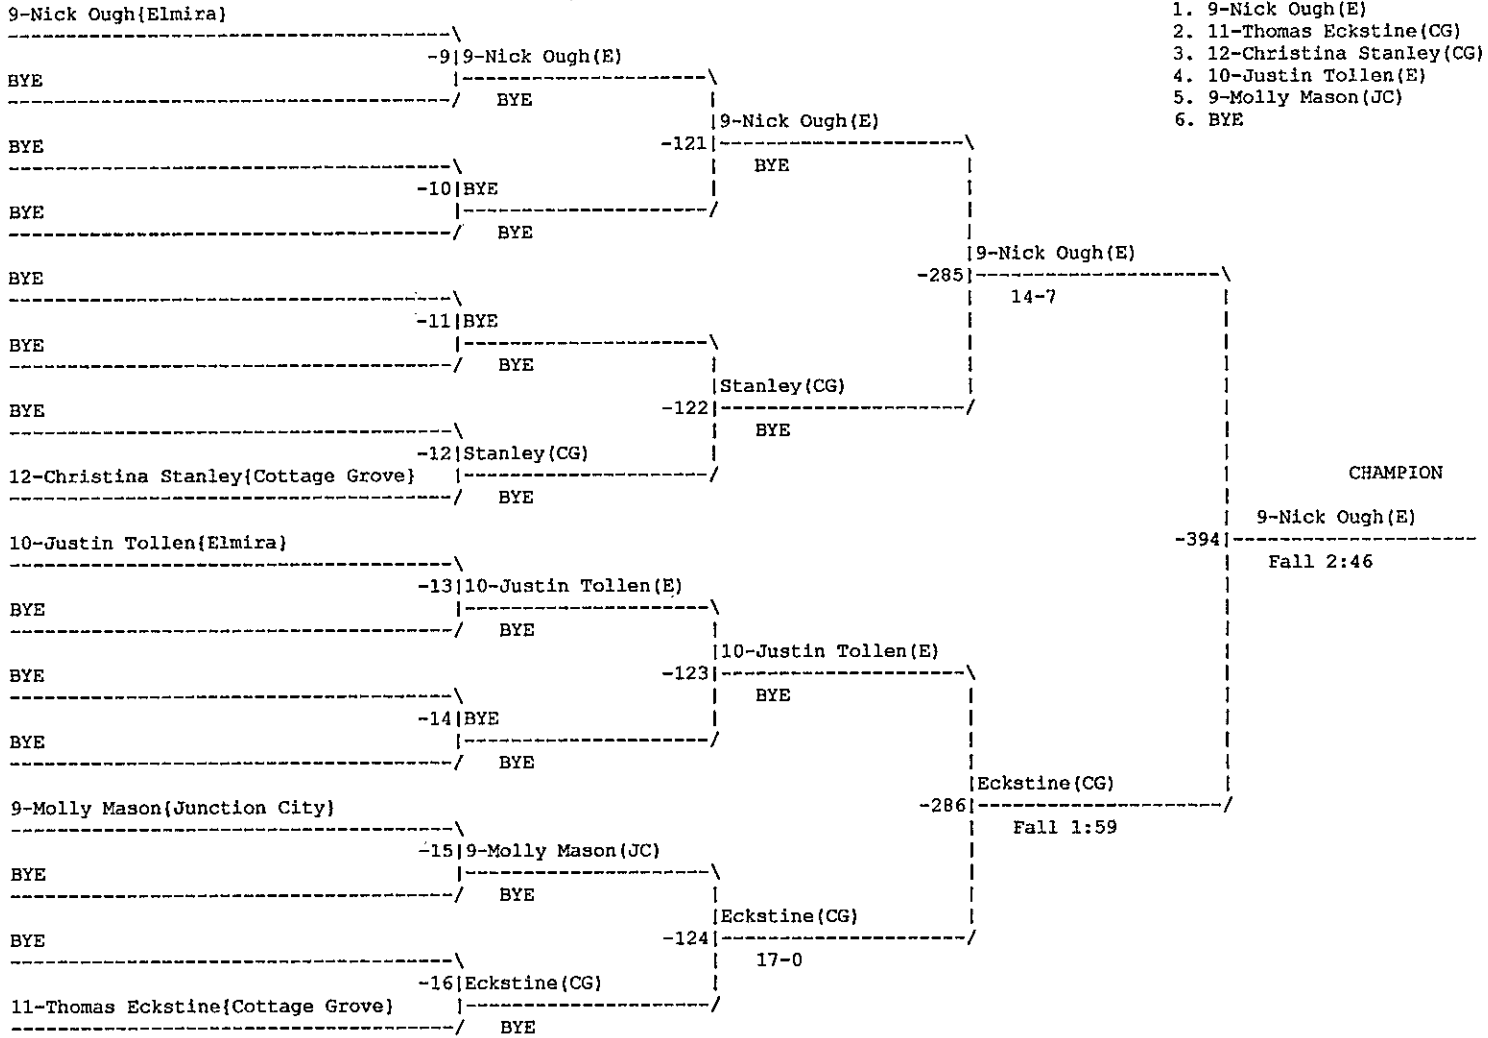 9-Nick Ough{Elmira}
1. 9-Nick Ough(E)
2. 11-Thomas Eckstine(CG)
3. 12-Christina Stanley(CG)
4. 10-Justin Tollen(E)
5. 9-Molly Mason(JC)
6. BYE
-9|9-Nick Ough(E)
BYE
BYE
9-Nick Ough(E)
BYE
-121
BYE
-10|BYE
BYE
BYE
9-Nick Ough(E)
BYE
-285
14-7
-11|BYE
BYE
BYE
Stanley(CG)
BYE
-122
BYE
-12|Stanley(CG)
12-Christina Stanley{Cottage Grove}
BYE
CHAMPION
9-Nick Ough(E)
10-Justin Tollen{Elmira}
-394
Fall 2:46
-13|10-Justin Tollen(E)
BYE
BYE
10-Justin Tollen(E)
BYE
-123
BYE
-14|BYE
BYE
BYE
Eckstine(CG)
9-Molly Mason{Junction City}
-286
Fall 1:59
-15|9-Molly Mason(JC)
BYE
BYE
Eckstine(CG)
BYE
-124
17-0
-16|Eckstine(CG)
11-Thomas Eckstine{Cottage Grove}
BYE